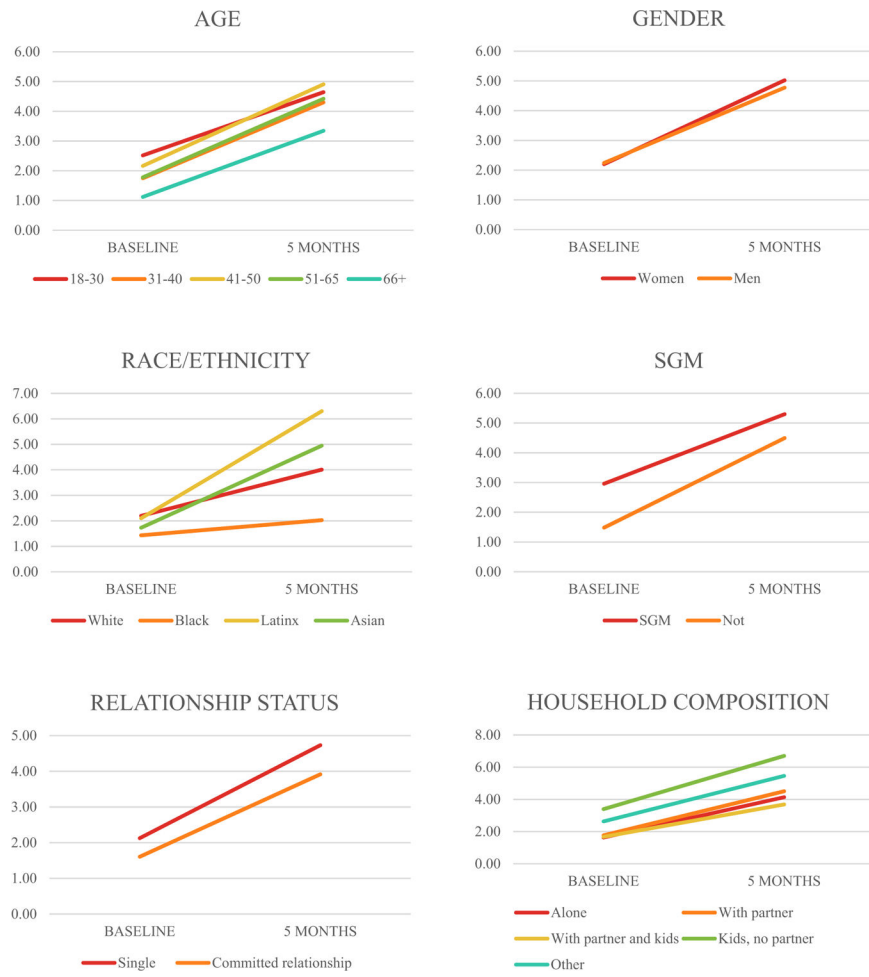 AGE
6.00
5.00
4.00
3.00
2.00
1.00
0.00
BASELINE 5 MONTHS
18-30 31-40 41-50 51-65 66+
GENDER
6.00
5.00
4.00
3.00
2.00
1.00
0.00
BASELINE 5 MONTHS
Women Men
RACE/ETHNICITY
7.00
6.00
5.00
4.00
3.00
2.00
1.00
0.00
BASELINE 5 MONTHS
White Black Latinx Asian
SGM
6.00
5.00
4.00
3.00
2.00
1.00
0.00
BASELINE 5 MONTHS
SGM Not
RELATIONSHIP STATUS
5.00
4.00
3.00
2.00
1.00
0.00
BASELINE 5 MONTHS
Single Committed relationship
HOUSEHOLD COMPOSITION
8.00
6.00
4.00
2.00
0.00
BASELINE 5 MONTHS
Alone With partner
With partner and kids Kids, no partner
Other